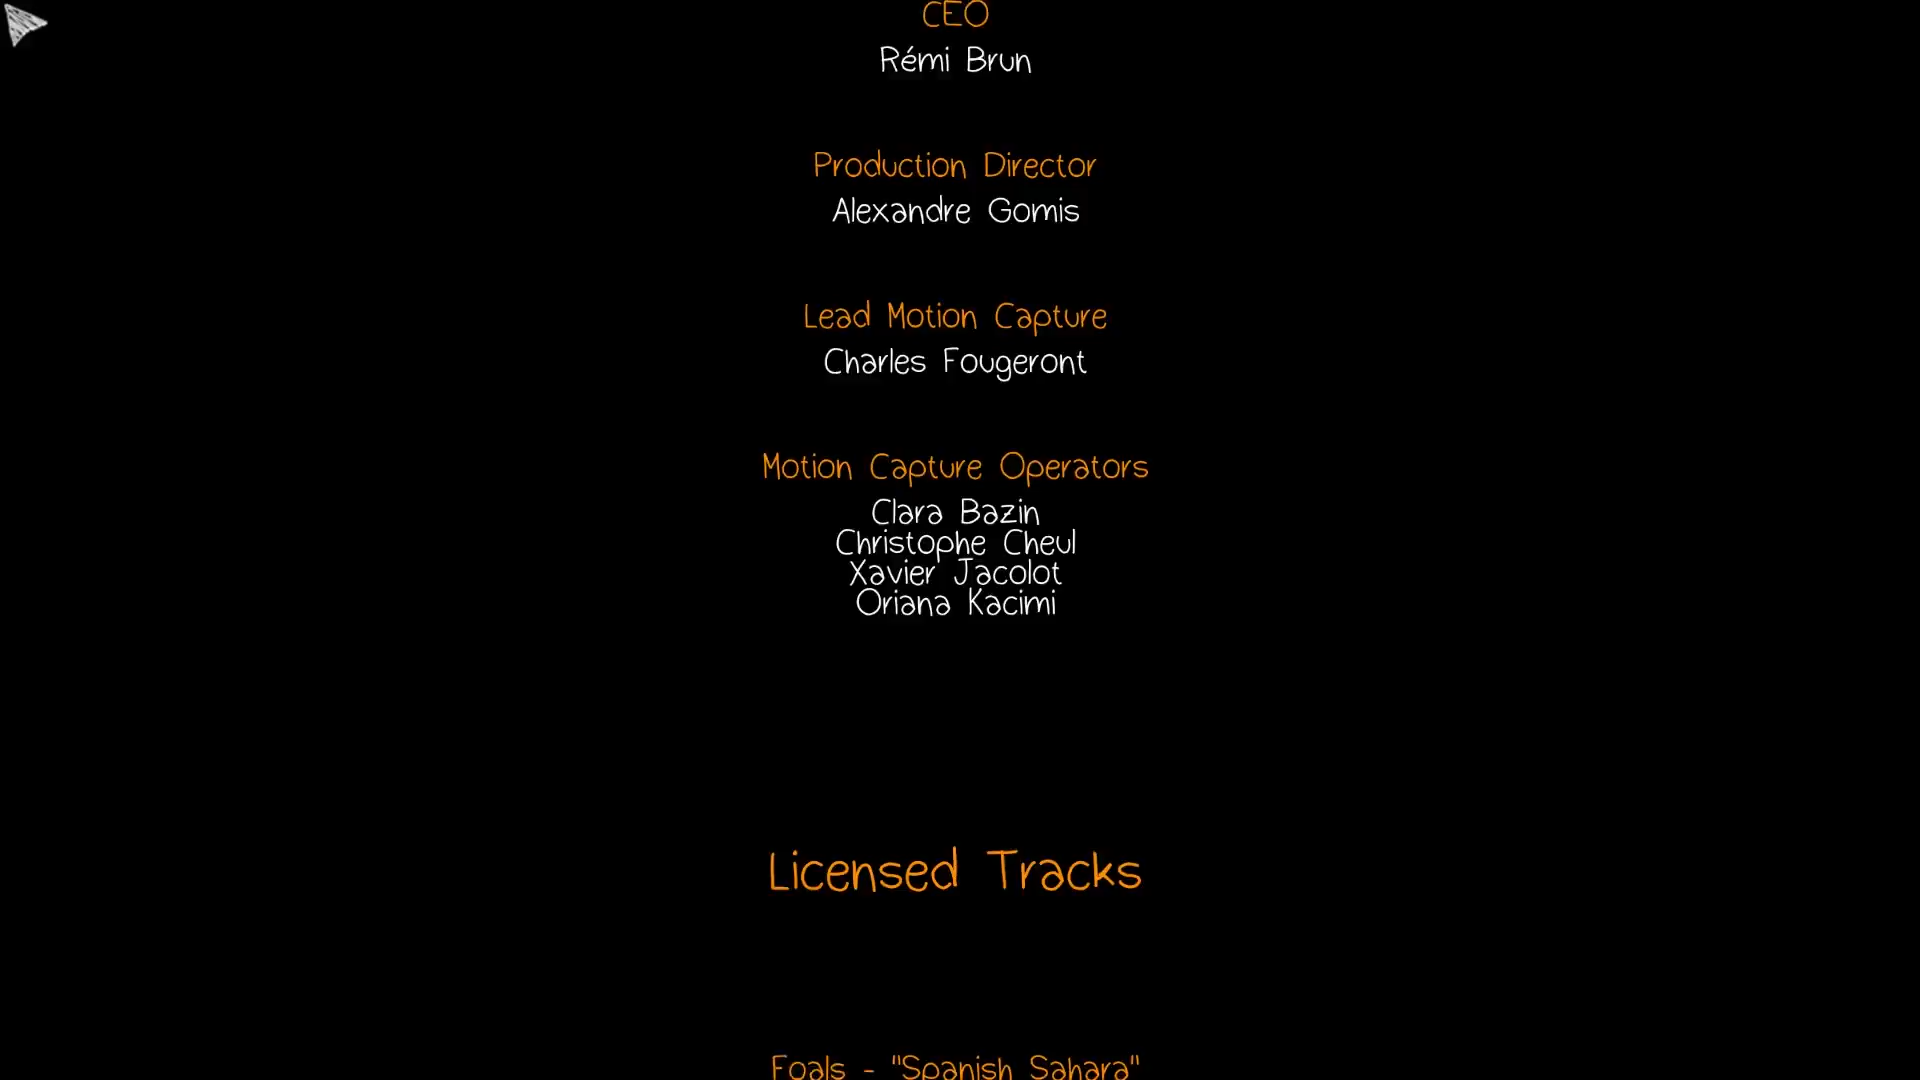 CEO
Rémi Brun
Production Director
Alexandre Gomis
Lead Motion Capture
Charles Fougeront
Motion Capture Operators
Clara Bazin
Christophe Cheul
Xavier Jacolot
Oriana Kacimi
Licensed Tracks
Foals - "Spanish Sahara"